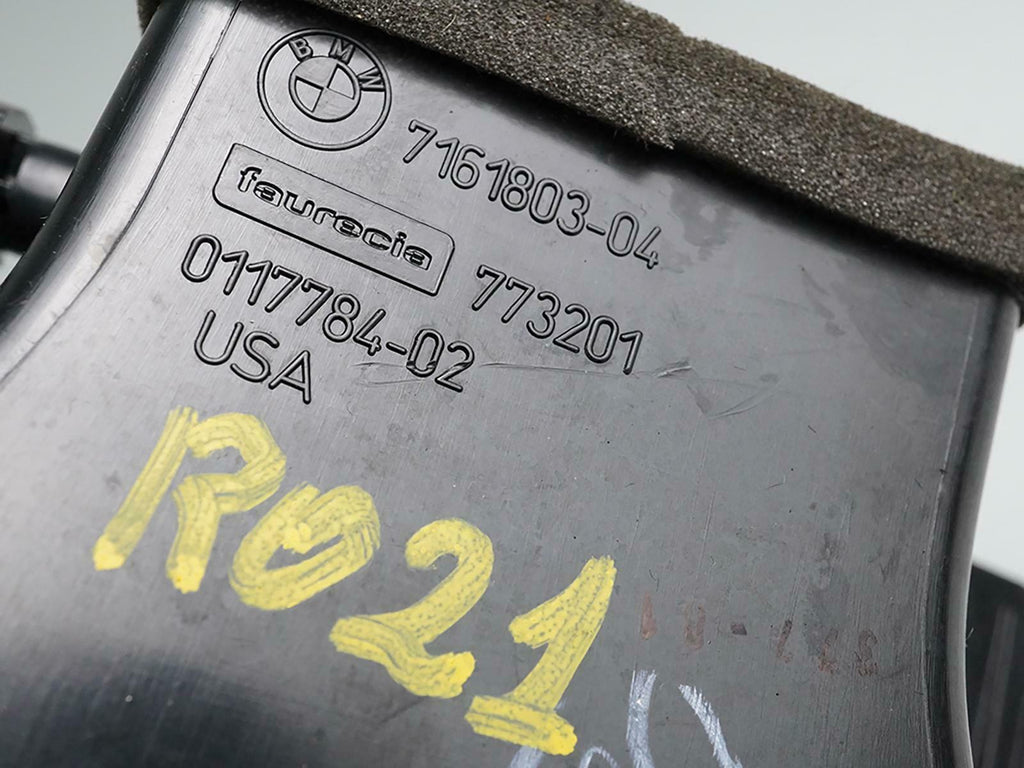 BMW
7161803-04
faurecia
773201
0117784-02
USA
R021